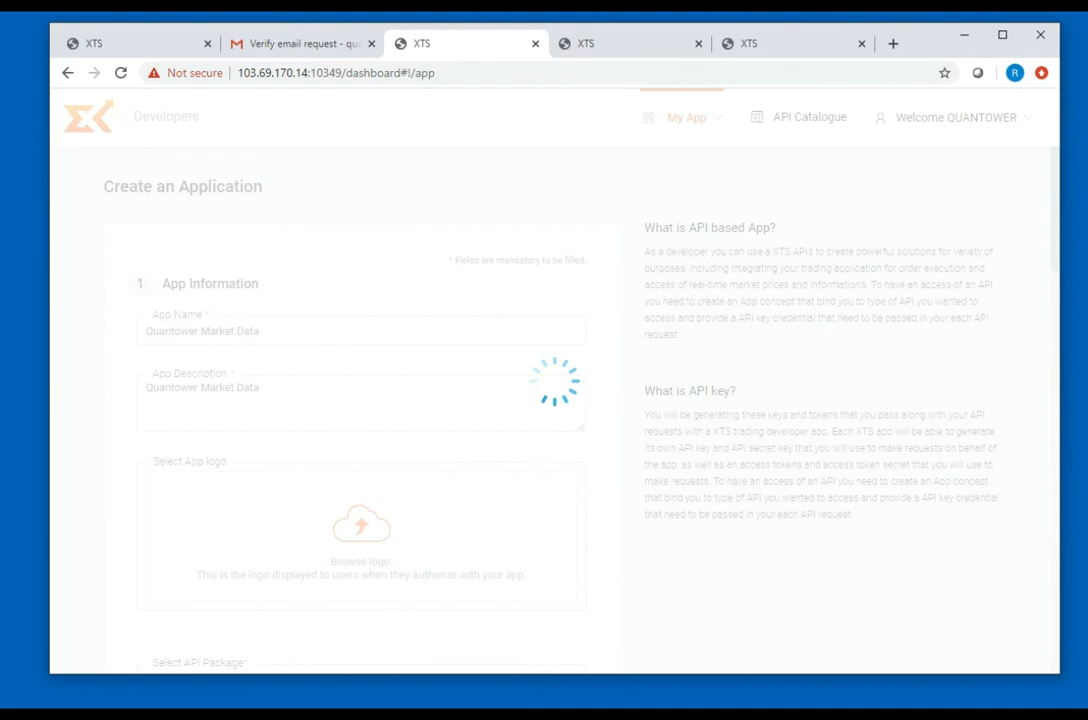 XTS
Verify email request - qu
XTS
XTS
XTS
Not secure
103.69.170.14:10349/dashboard#!/app
R
Developers
My App
API Catalogue
Welcome QUANTOWER
Create an Application
* Fields are mandatory to be filled.
1 App Information
App Name *
Quantower Market Data
App Description *
Quantower Market Data
Select App logo
Browse logo:
This is the logo displayed to users when they authorize with your app.
Select API Package*
What is API based App?
As a developer you can use a XTS APIs to create powerful solutions for variety of
purposes, including integrating your trading application for order execution and
access of real-time market prices and information's. To have an access of an API
you need to create an App concept that bind you to type of API you wanted to
access and provide a API key credential that need to be passed in your each API
request.
What is API key?
You will be generating these keys and tokens that you pass along with your API
requests with a XTS trading developer app. Each XTS app will be able to generate
its own API key and API secret key that you will use to make requests on behalf of
the app. as well as an access tokens and access token secret that you will use to
make requests. To have an access of an API you need to create an App concept
that bind you to type of API you wanted to access and provide a API key credential
that need to be passed in your each API request.